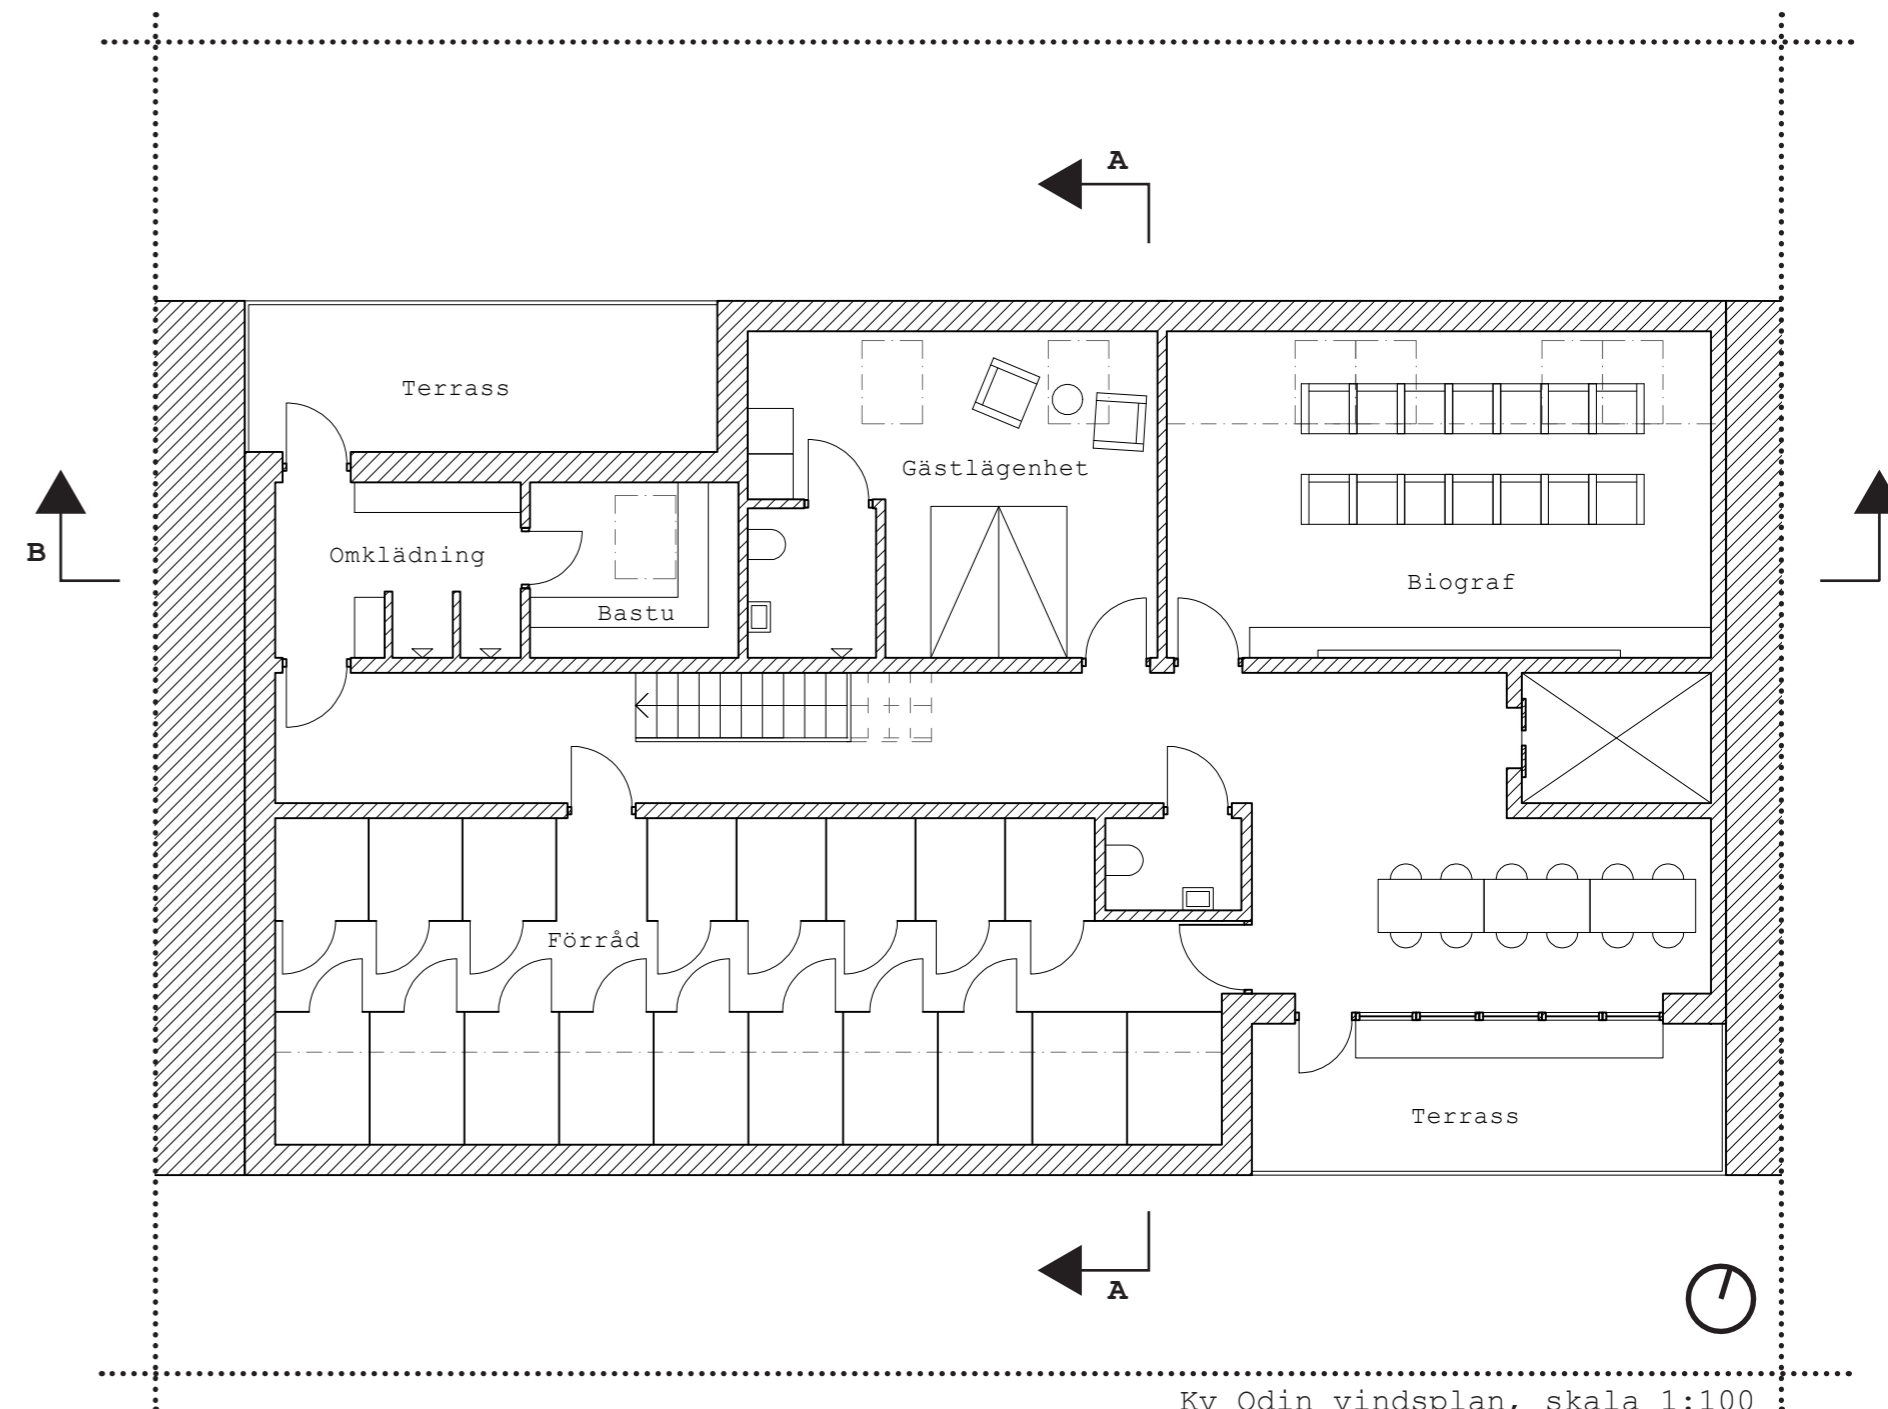 A
Terrass
Gästlägenhet
B
Omklädning
Biograf
Bastu
Förråd
Terrass
A
Kv Odin vindsplan, skala 1:100